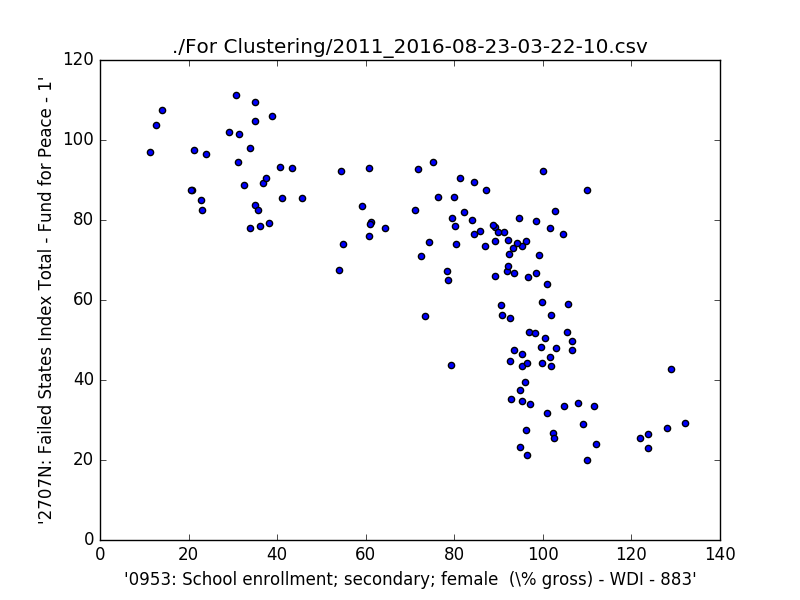 ./For Clustering/2011_2016-08-23-03-22-10.csv
120
100
80
60
40
20
0
'2707N: Failed States Index Total - Fund for Peace - 1'
0 20 40 60 80 100 120 140
'0953: School enrollment; secondary; female  (\% gross) - WDI - 883'